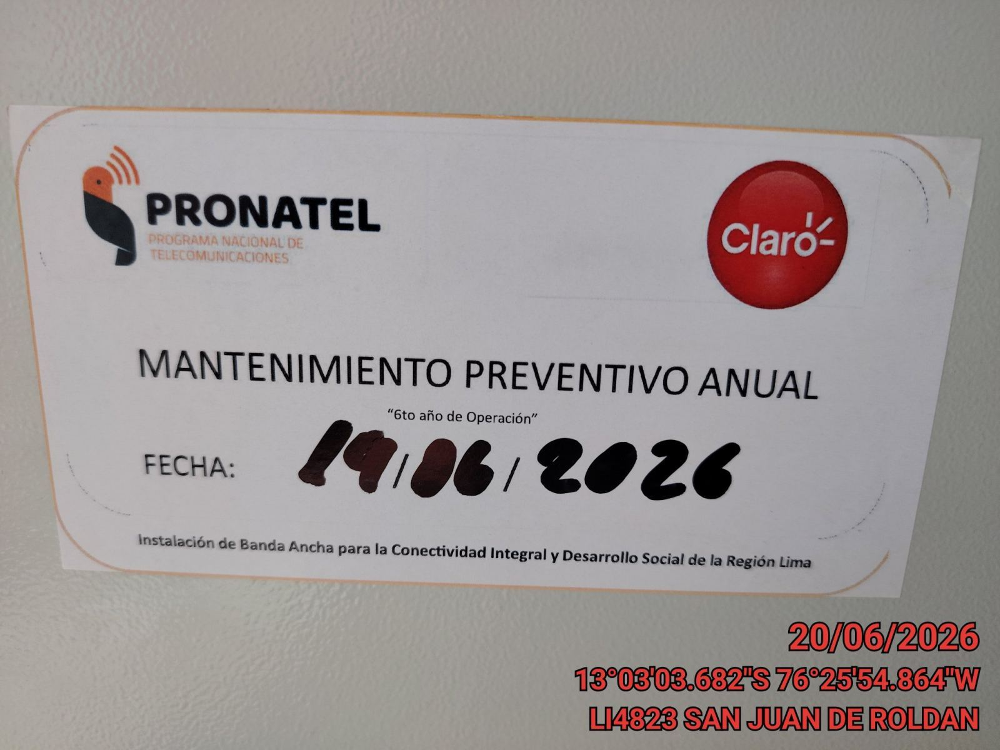 PRONATEL
PROGRAMA NACIONAL DE
TELECOMUNICACIONES
Claro
MANTENIMIENTO PREVENTIVO ANUAL
“6to año de Operación”
FECHA: 19/06/2026
Instalación de Banda Ancha para la Conectividad Integral y Desarrollo Social de la Región Lima
20/06/2026
13°03'03.682"S 76°25'54.864"W
LI4823 SAN JUAN DE ROLDAN